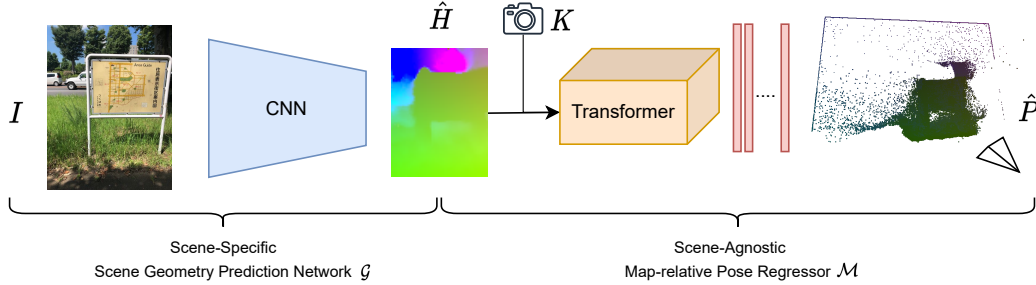 I
CNN
Ĥ
K
Transformer
....
P̂
Scene-Specific
Scene Geometry Prediction Network 𝒢
Scene-Agnostic
Map-relative Pose Regressor ℳ